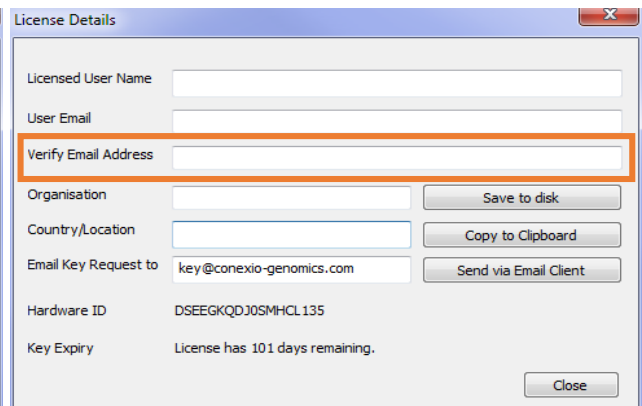 License Details
Licensed User Name
User Email
Verify Email Address
Organisation
Save to disk
Country/Location
Copy to Clipboard
Email Key Request to key@conexio-genomics.com
Send via Email Client
Hardware ID DSEEGKQDJ0SMHCL135
Key Expiry License has 101 days remaining.
Close